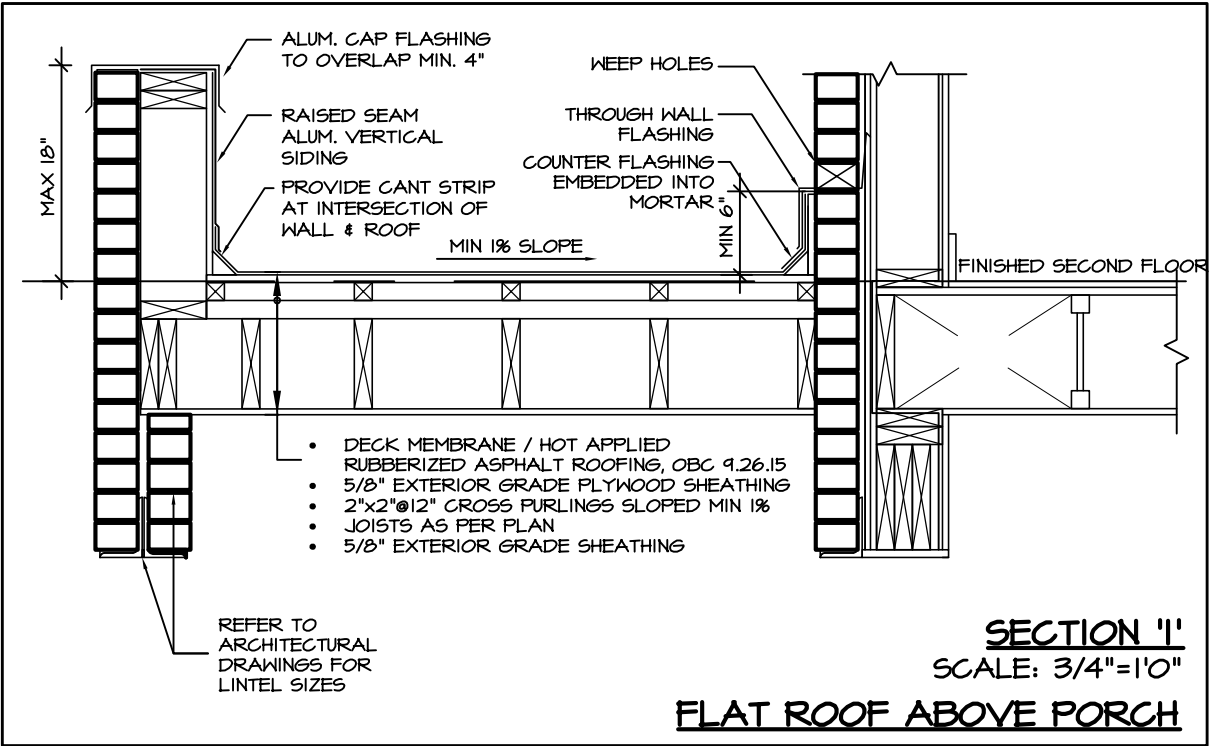 ALUM. CAP FLASHING
TO OVERLAP MIN. 4"
RAISED SEAM
ALUM. VERTICAL
SIDING
PROVIDE CANT STRIP
AT INTERSECTION OF
WALL & ROOF
MAX 18"
MIN 1% SLOPE
WEEP HOLES
THROUGH WALL
FLASHING
COUNTER FLASHING
EMBEDDED INTO
MORTAR
MIN 6"
FINISHED SECOND FLOOR
• DECK MEMBRANE / HOT APPLIED
RUBBERIZED ASPHALT ROOFING, OBC 9.26.15
• 5/8" EXTERIOR GRADE PLYWOOD SHEATHING
• 2"x2"@12" CROSS PURLINGS SLOPED MIN 1%
• JOISTS AS PER PLAN
• 5/8" EXTERIOR GRADE SHEATHING
REFER TO
ARCHITECTURAL
DRAWINGS FOR
LINTEL SIZES
SECTION '1'
SCALE: 3/4"=1'0"
FLAT ROOF ABOVE PORCH